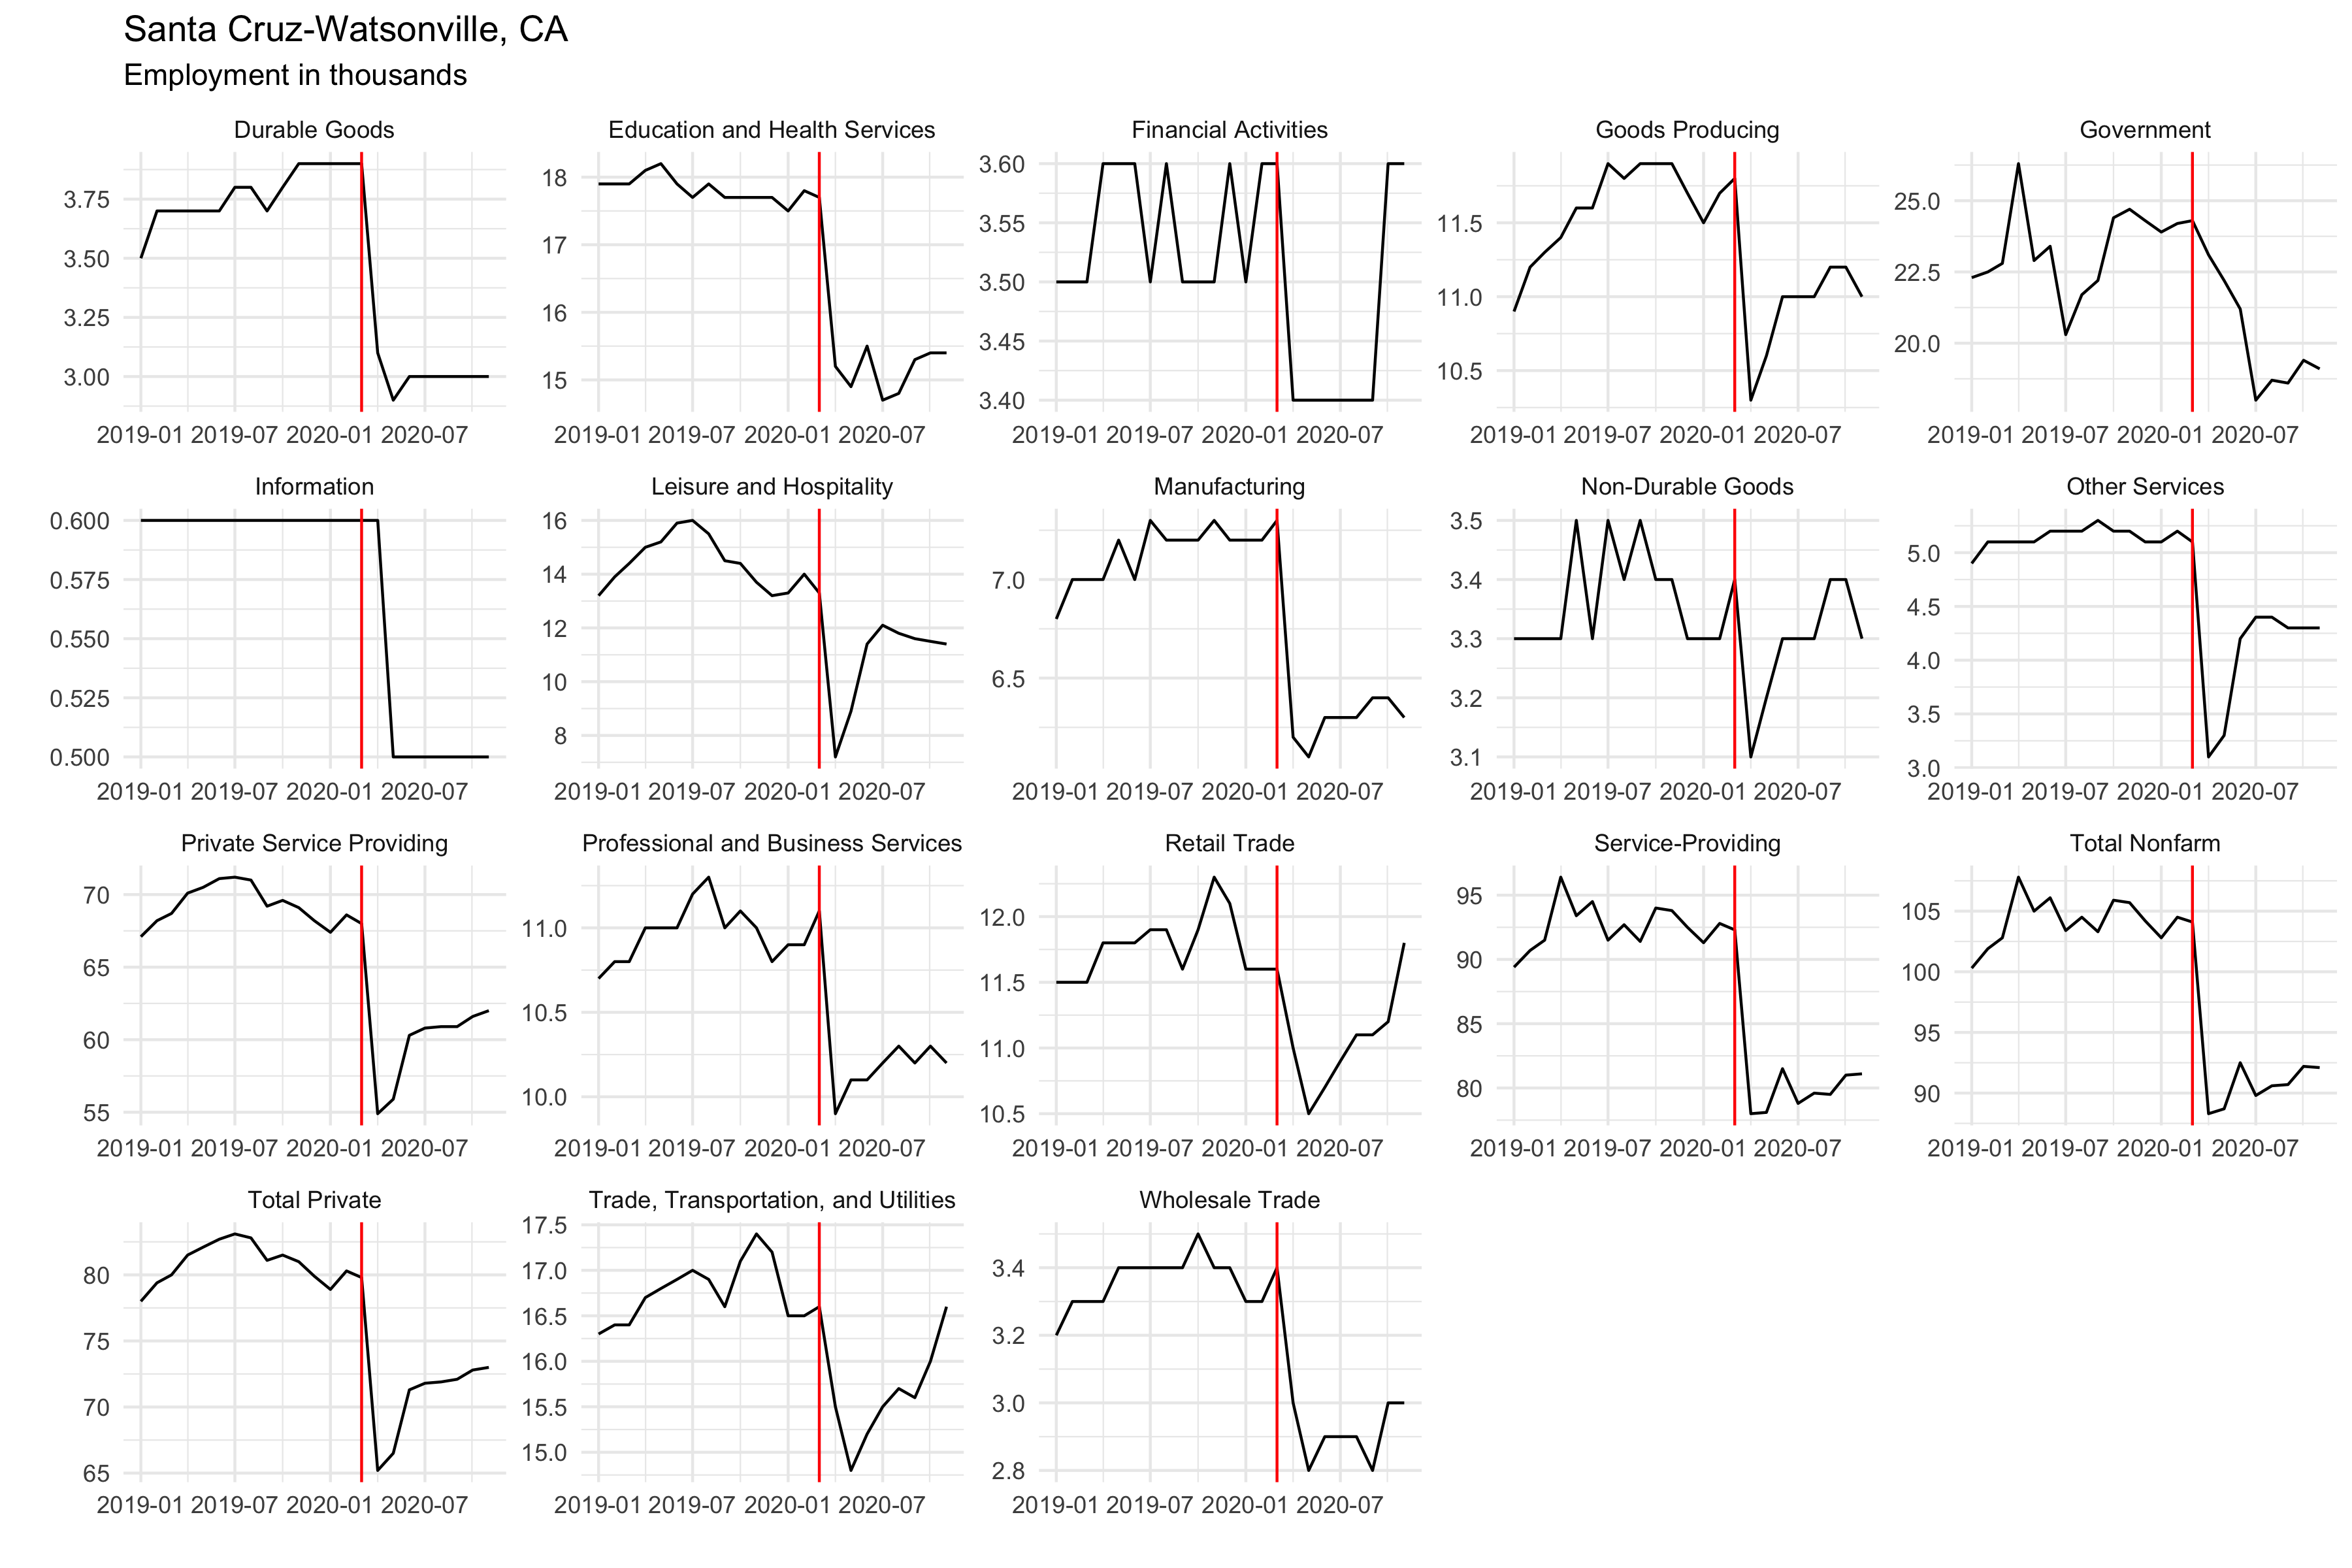 Santa Cruz-Watsonville, CA
Employment in thousands
Durable Goods
3.75
3.50
3.25
3.00
2019-01 2019-07 2020-01 2020-07
Education and Health Services
18
17
16
15
2019-01 2019-07 2020-01 2020-07
Financial Activities
3.60
3.55
3.50
3.45
3.40
2019-01 2019-07 2020-01 2020-07
Goods Producing
11.5
11.0
10.5
2019-01 2019-07 2020-01 2020-07
Government
25.0
22.5
20.0
2019-01 2019-07 2020-01 2020-07
Information
0.600
0.575
0.550
0.525
0.500
2019-01 2019-07 2020-01 2020-07
Leisure and Hospitality
16
14
12
10
8
2019-01 2019-07 2020-01 2020-07
Manufacturing
7.0
6.5
2019-01 2019-07 2020-01 2020-07
Non-Durable Goods
3.5
3.4
3.3
3.2
3.1
2019-01 2019-07 2020-01 2020-07
Other Services
5.0
4.5
4.0
3.5
3.0
2019-01 2019-07 2020-01 2020-07
Private Service Providing
70
65
60
55
2019-01 2019-07 2020-01 2020-07
Professional and Business Services
11.0
10.5
10.0
2019-01 2019-07 2020-01 2020-07
Retail Trade
12.0
11.5
11.0
10.5
2019-01 2019-07 2020-01 2020-07
Service-Providing
95
90
85
80
2019-01 2019-07 2020-01 2020-07
Total Nonfarm
105
100
95
90
2019-01 2019-07 2020-01 2020-07
Total Private
80
75
70
65
2019-01 2019-07 2020-01 2020-07
Trade, Transportation, and Utilities
17.5
17.0
16.5
16.0
15.5
15.0
2019-01 2019-07 2020-01 2020-07
Wholesale Trade
3.4
3.2
3.0
2.8
2019-01 2019-07 2020-01 2020-07